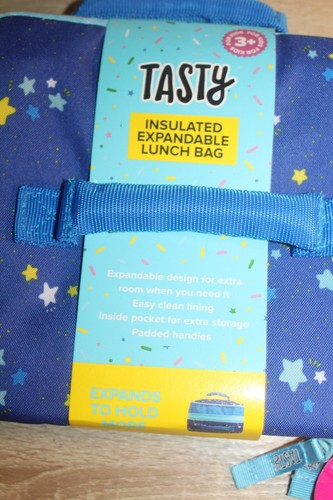 TASTY
3+
INSULATED
EXPANDABLE
LUNCH BAG
Expandable design for extra
room when you need it
Easy clean lining
Inside pocket for extra storage
Padded handles
EXPANDS
TO HOLD
MORE